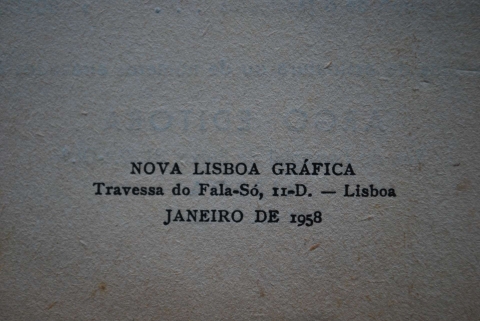 NOVA LISBOA GRÁFICA
Travessa do Fala-Só, 11-D. — Lisboa
JANEIRO DE 1958